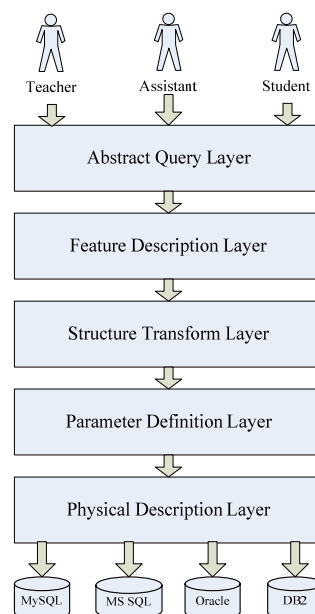 Teacher Assistant Student
Abstract Query Layer
Feature Description Layer
Structure Transform Layer
Parameter Definition Layer
Physical Description Layer
MySQL MS SQL Oracle DB2